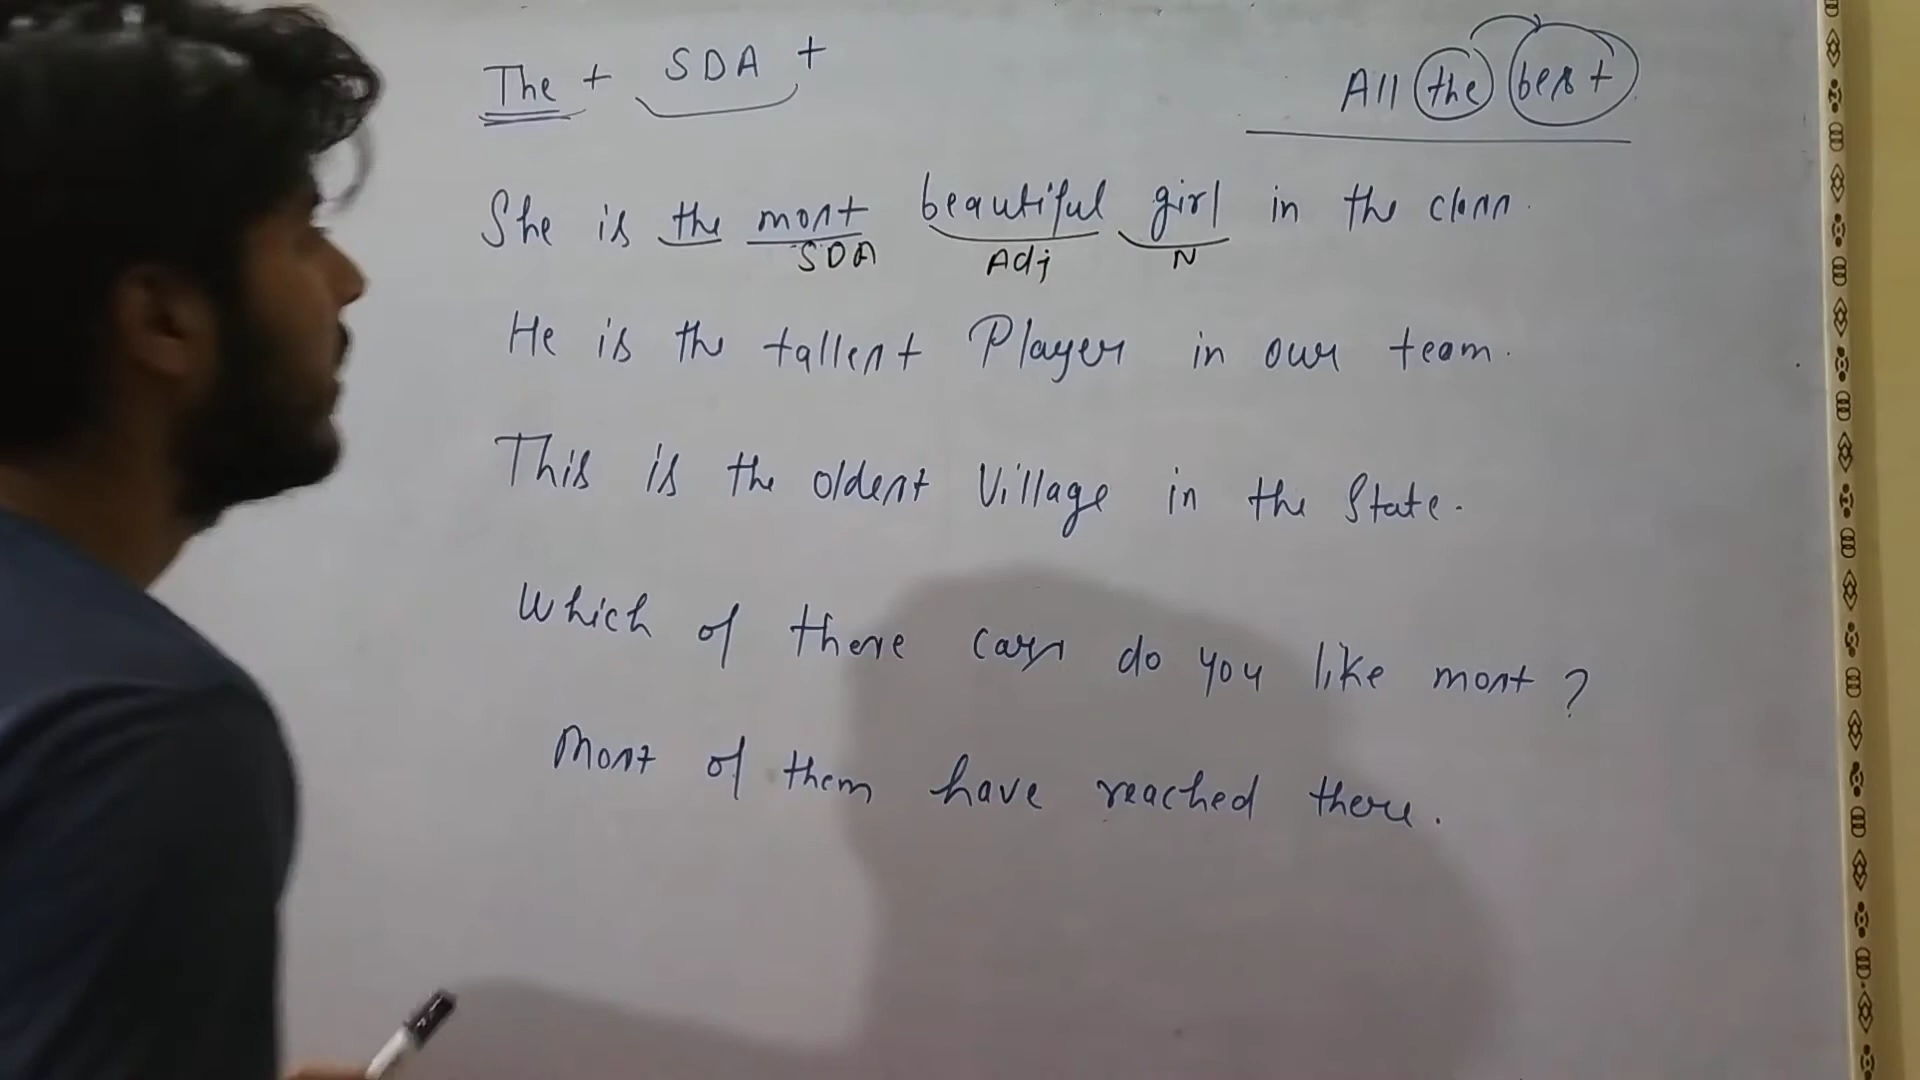 The + SDA +
All the best
She is the most beautiful girl in the class.
SDA Adj N
He is the tallest Player in our team.
This is the oldest Village in the State.
Which of these cars do you like most ?
Most of them have reached there.